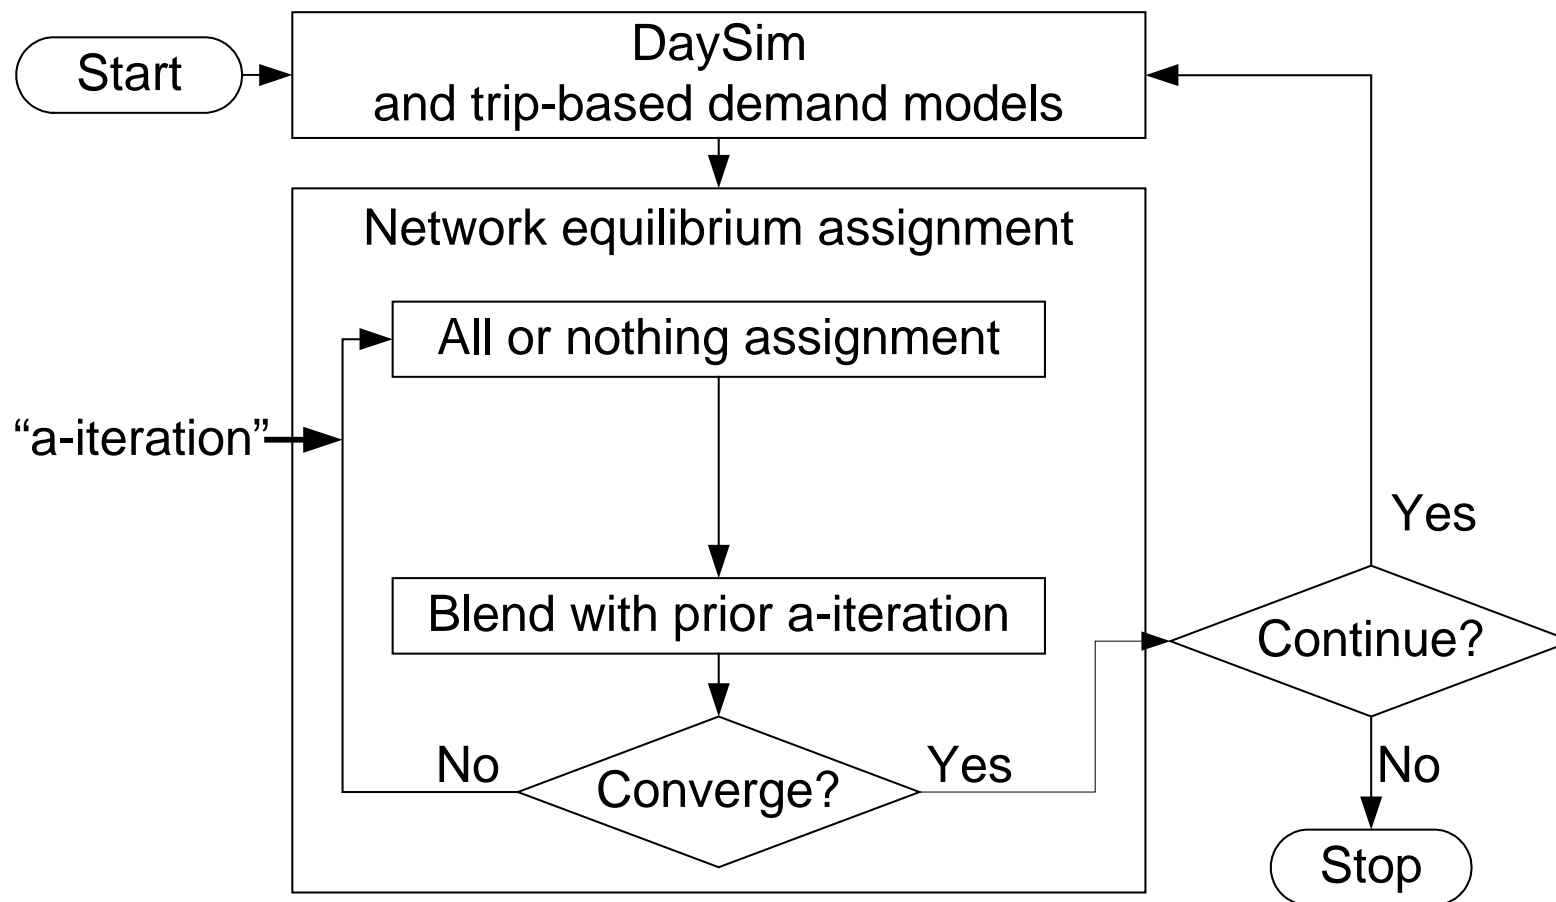 Start
DaySim
and trip-based demand models
Network equilibrium assignment
All or nothing assignment
“a-iteration”
Yes
Blend with prior a-iteration
Continue?
No
Yes
No
Converge?
Stop